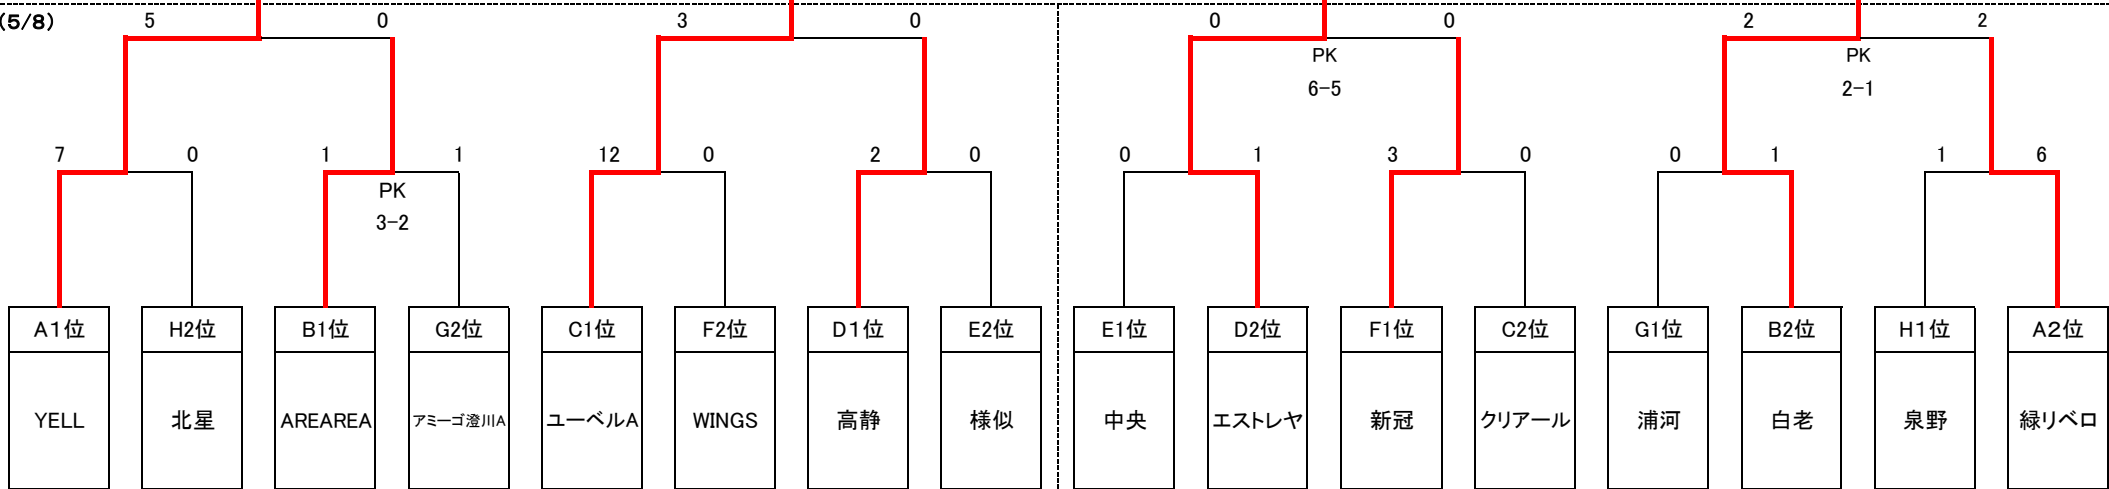 (5/8)
5 0 3 0 0 0 2 2
PK PK
6-5 2-1
7 0 1 1 12 0 2 0 0 1 3 0 0 1 1 6
PK
3-2
A1位 H2位 B1位 G2位 C1位 F2位 D1位 E2位 E1位 D2位 F1位 C2位 G1位 B2位 H1位 A2位
YELL 北星 AREAREA アミーゴ澄川A ユーベルA WINGS 高静 様似 中央 エストレヤ 新冠 クリアール 浦河 白老 泉野 緑リベロ